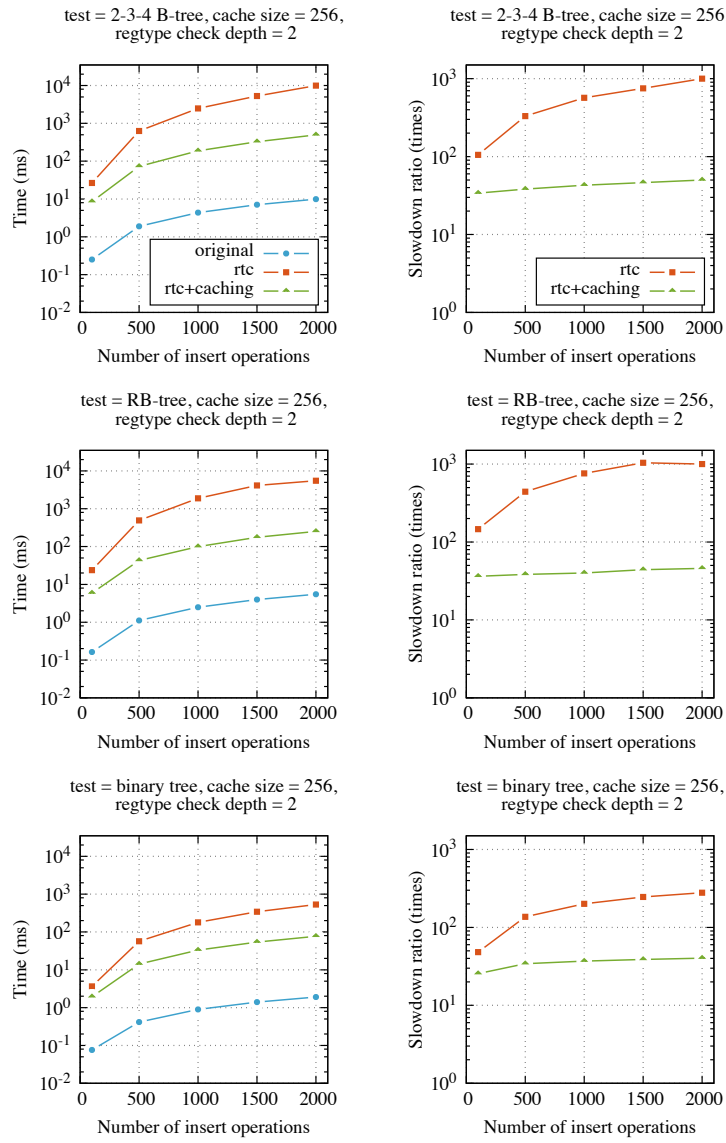 test = 2-3-4 B-tree, cache size = 256,
regtype check depth = 2
Time (ms)
10^4
10^3
10^2
10^1
10^0
10^-1
10^-2
original
rtc
rtc+caching
0 500 1000 1500 2000
Number of insert operations
test = 2-3-4 B-tree, cache size = 256
regtype check depth = 2
Slowdown ratio (times)
10^3
10^2
10^1
10^0
rtc
rtc+caching
0 500 1000 1500 2000
Number of insert operations
test = RB-tree, cache size = 256,
regtype check depth = 2
Time (ms)
10^4
10^3
10^2
10^1
10^0
10^-1
10^-2
0 500 1000 1500 2000
Number of insert operations
test = RB-tree, cache size = 256,
regtype check depth = 2
Slowdown ratio (times)
10^3
10^2
10^1
10^0
0 500 1000 1500 2000
Number of insert operations
test = binary tree, cache size = 256,
regtype check depth = 2
Time (ms)
10^4
10^3
10^2
10^1
10^0
10^-1
10^-2
0 500 1000 1500 2000
Number of insert operations
test = binary tree, cache size = 256,
regtype check depth = 2
Slowdown ratio (times)
10^3
10^2
10^1
10^0
0 500 1000 1500 2000
Number of insert operations